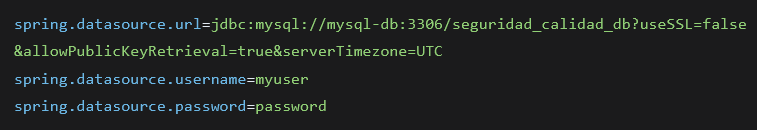 spring.datasource.url=jdbc:mysql://mysql-db:3306/seguridad_calidad_db?useSSL=false
&allowPublicKeyRetrieval=true&serverTimezone=UTC
spring.datasource.username=myuser
spring.datasource.password=password